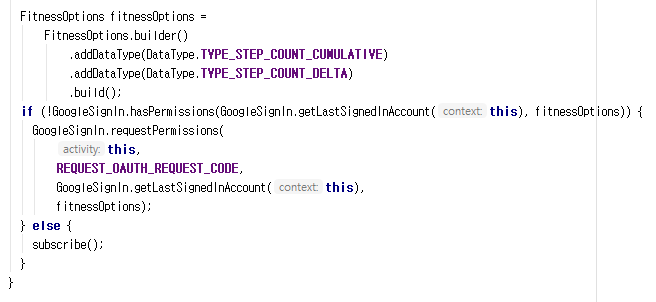 FitnessOptions fitnessOptions =
FitnessOptions.builder()
.addDataType(DataType.TYPE_STEP_COUNT_CUMULATIVE)
.addDataType(DataType.TYPE_STEP_COUNT_DELTA)
.build();
if (!GoogleSignIn.hasPermissions(GoogleSignIn.getLastSignedInAccount( context: this), fitnessOptions)) {
GoogleSignIn.requestPermissions(
activity: this,
REQUEST_OAUTH_REQUEST_CODE,
GoogleSignIn.getLastSignedInAccount( context: this),
fitnessOptions);
} else {
subscribe();
}
}